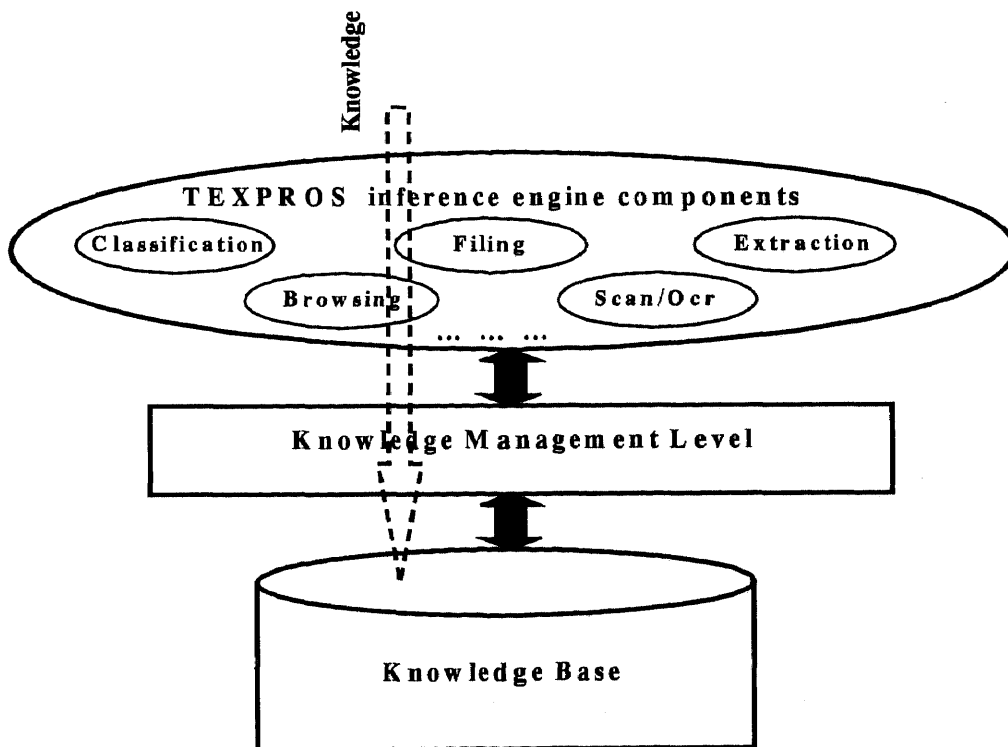 Knowledge
TEXPROS inference engine components
Classification
Filing
Extraction
Browsing
Scan/Ocr
... ... ...
Knowledge Management Level
Knowledge Base